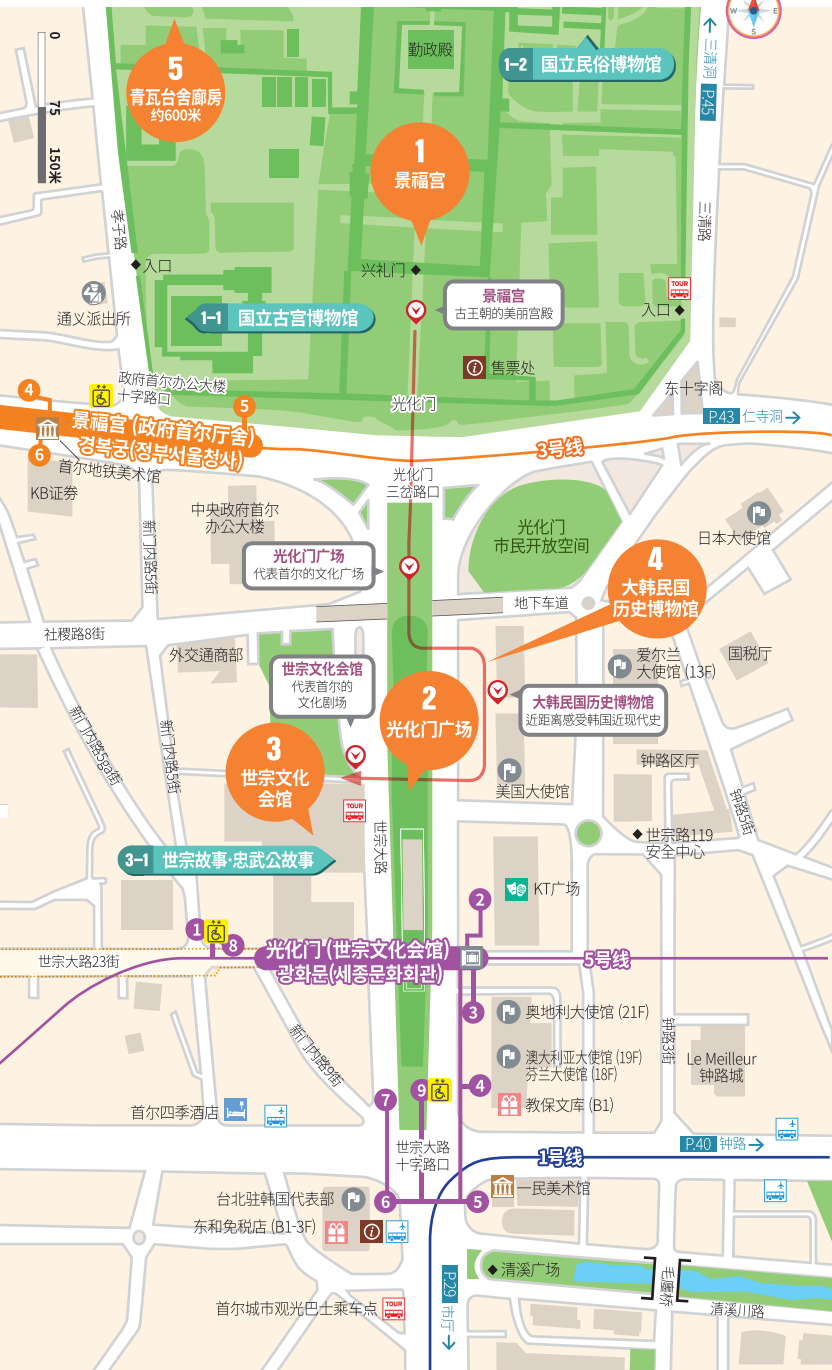 N
W
E
S
0
75
150米
5
青瓦台舍廊房
约600米
勤政殿
1-2 国立民俗博物馆
三清洞
P.45
1
景福宫
孝子路
三清路
入口
兴礼门
TOUR
通义派出所
1-1 国立古宫博物馆
景福宫
古王朝的美丽宫殿
入口
售票处
政府首尔办公大楼
十字路口
4
5
6
光化门
东十字阁
P.43 仁寺洞
景福宫 (政府首尔厅舍)
경복궁(정부서울청사)
3号线
首尔地铁美术馆
KB证券
光化门
三岔路口
中央政府首尔
办公大楼
新门内路5街
光化门
市民开放空间
日本大使馆
光化门广场
代表首尔的文化广场
4
大韩民国
历史博物馆
地下车道
社稷路8街
外交通商部
世宗文化会馆
代表首尔的
文化剧场
爱尔兰
大使馆 (13F)
国税厅
大韩民国历史博物馆
近距离感受韩国近现代史
2
光化门广场
新门内路5ga街
新门内路5街
3
世宗文化
会馆
钟路区厅
美国大使馆
钟路5街
TOUR
世宗大路
世宗路119
安全中心
3-1 世宗故事·忠武公故事
KT广场
2
1
8
光化门 (世宗文化会馆)
광화문(세종문화회관)
5号线
世宗大路23街
3
奥地利大使馆 (21F)
新门内路9街
钟路3街
澳大利亚大使馆 (19F)
芬兰大使馆 (18F)
Le Meilleur
钟路城
4
9
7
教保文库 (B1)
首尔四季酒店
世宗大路
十字路口
P.40 钟路
1号线
一民美术馆
台北驻韩国代表部
6
5
东和免税店 (B1-3F)
清溪广场
毛廛桥
P.29 市厅
首尔城市观光巴士乘车点
TOUR
清溪川路